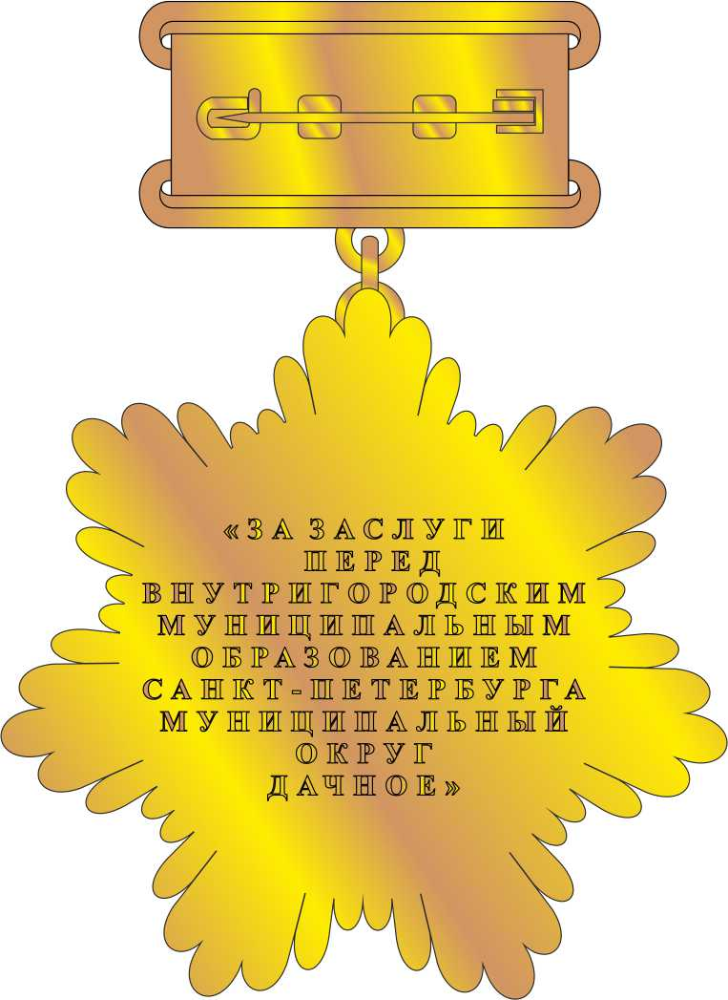 «ЗА ЗАСЛУГИ
ПЕРЕД
ВНУТРИГОРОДСКИМ
МУНИЦИПАЛЬНЫМ
ОБРАЗОВАНИЕМ
САНКТ-ПЕТЕРБУРГА
МУНИЦИПАЛЬНЫЙ
ОКРУГ
ДАЧНОЕ»